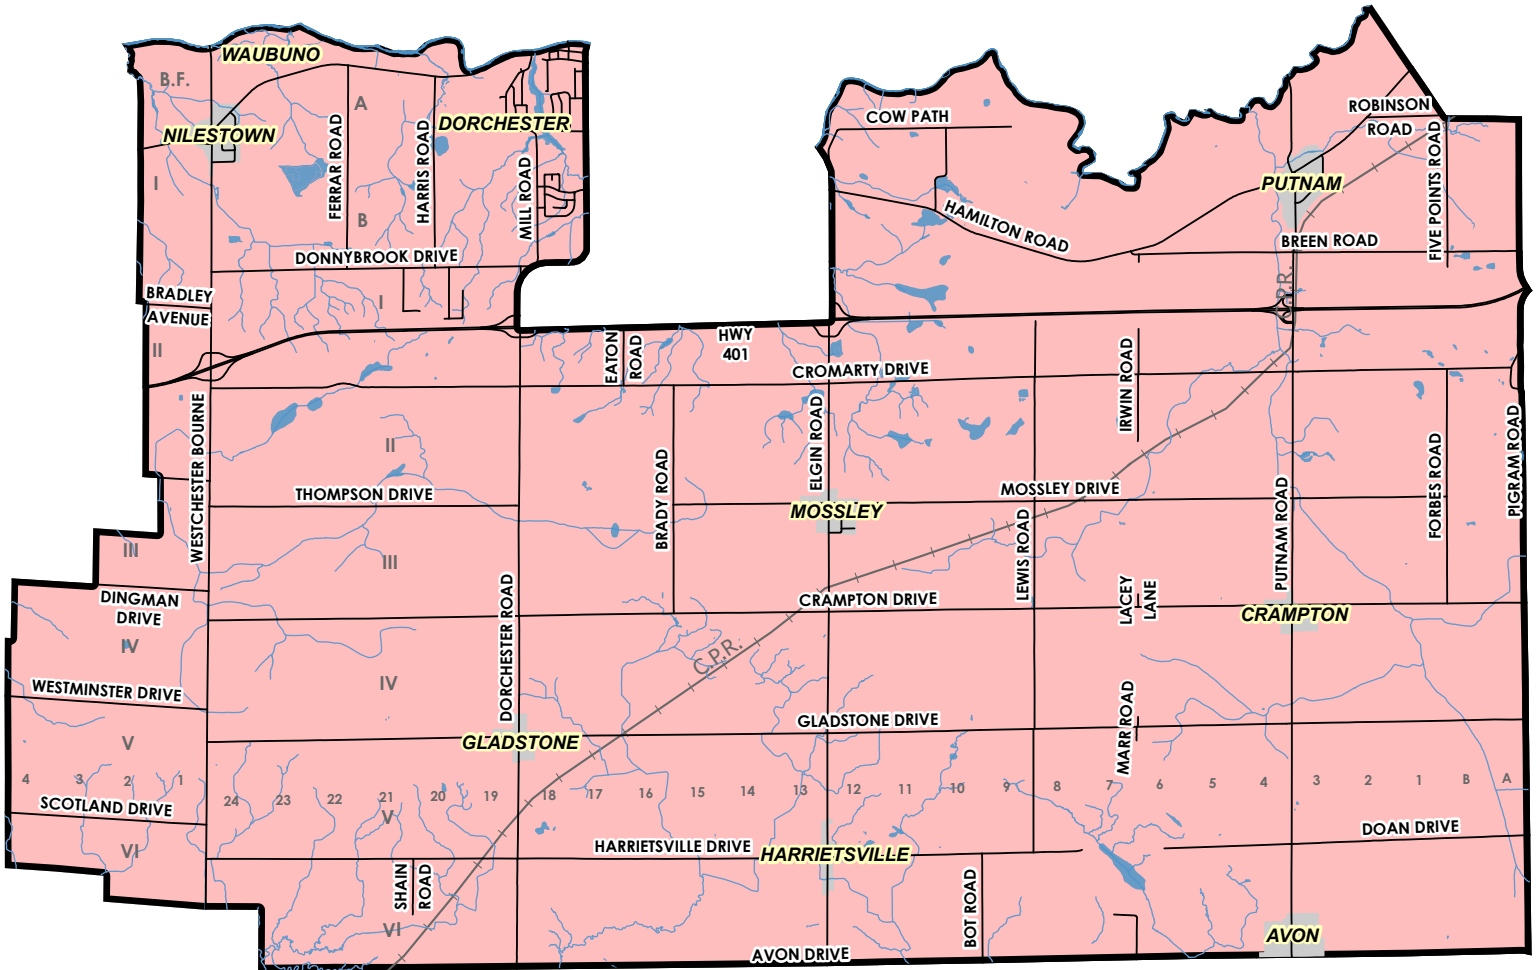 WAUBUNO
B.F.
A
ROBINSON
ROAD
COW PATH
DORCHESTER
NILESTOWN
FERRAR ROAD
HARRIS ROAD
MILL ROAD
FIVE POINTS ROAD
I
PUTNAM
B
HAMILTON ROAD
BREEN ROAD
DONNYBROOK DRIVE
C.P.R.
BRADLEY
AVENUE
I
II
EATON
ROAD
HWY
401
CROMARTY DRIVE
IRWIN ROAD
WESTCHESTER BOURNE
ELGIN ROAD
II
BRADY ROAD
FORBES ROAD
PIGRAM ROAD
THOMPSON DRIVE
MOSSLEY DRIVE
MOSSLEY
PUTNAM ROAD
LEWIS ROAD
III
III
DINGMAN
DRIVE
CRAMPTON DRIVE
LACEY
LANE
CRAMPTON
DORCHESTER ROAD
IV
C.P.R.
IV
WESTMINSTER DRIVE
GLADSTONE DRIVE
MARR ROAD
V
GLADSTONE
4
3
2
1
24
23
22
21
20
19
18
17
16
15
14
13
12
11
10
9
8
7
6
5
4
3
2
1
B
A
SCOTLAND DRIVE
V
DOAN DRIVE
VI
HARRIETSVILLE DRIVE
HARRIETSVILLE
SHAIN
ROAD
BOT ROAD
VI
AVON
AVON DRIVE